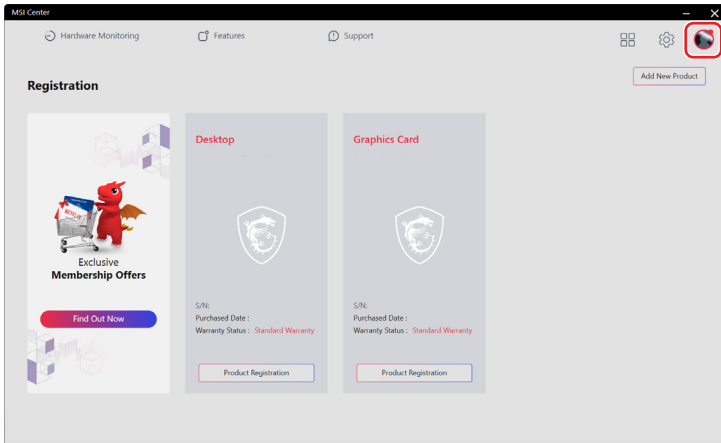 MSI Center
Hardware Monitoring
Features
Support
Registration
Add New Product
NETFLIX
Exclusive
Membership Offers
Find Out Now
Desktop
S/N:
Purchased Date :
Warranty Status : Standard Warranty
Product Registration
Graphics Card
S/N:
Purchased Date :
Warranty Status : Standard Warranty
Product Registration